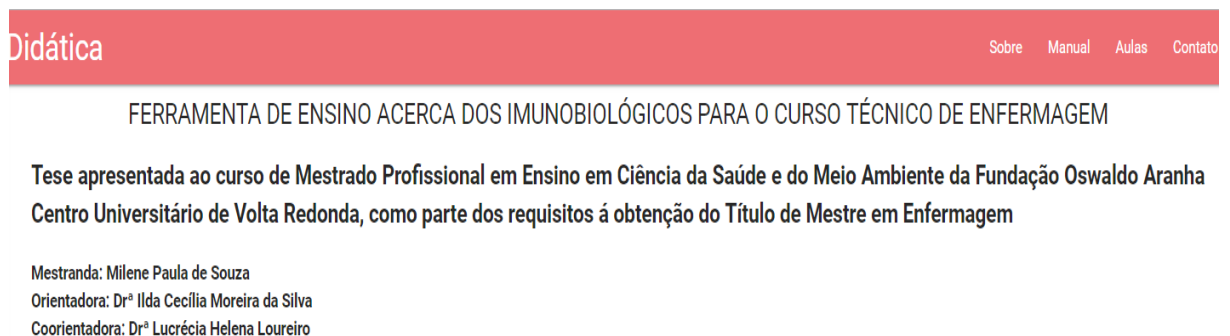 Didática
Sobre Manual Aulas Contato
FERRAMENTA DE ENSINO ACERCA DOS IMUNOBIOLÓGICOS PARA O CURSO TÉCNICO DE ENFERMAGEM
Tese apresentada ao curso de Mestrado Profissional em Ensino em Ciência da Saúde e do Meio Ambiente da Fundação Oswaldo Aranha
Centro Universitário de Volta Redonda, como parte dos requisitos á obtenção do Título de Mestre em Enfermagem
Mestranda: Milene Paula de Souza
Orientadora: Drª Ilda Cecília Moreira da Silva
Coorientadora: Drª Lucrécia Helena Loureiro